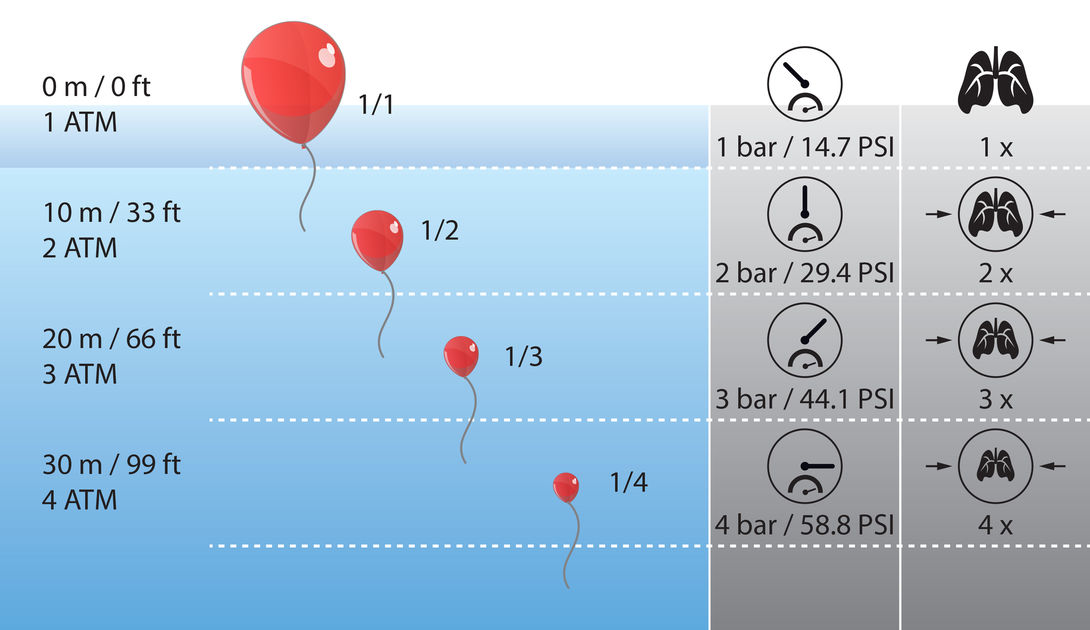 0 m / 0 ft
1 ATM
1/1
1 bar / 14.7 PSI
1 x
10 m / 33 ft
2 ATM
1/2
2 bar / 29.4 PSI
2 x
20 m / 66 ft
3 ATM
1/3
3 bar / 44.1 PSI
3 x
30 m / 99 ft
4 ATM
1/4
4 bar / 58.8 PSI
4 x